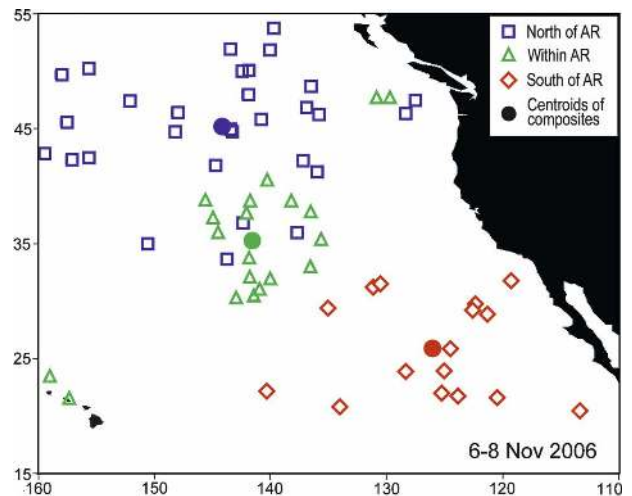 55
North of AR
Within AR
South of AR
Centroids of
composites
45
35
25
6-8 Nov 2006
15
-160 150 140 130 120 110